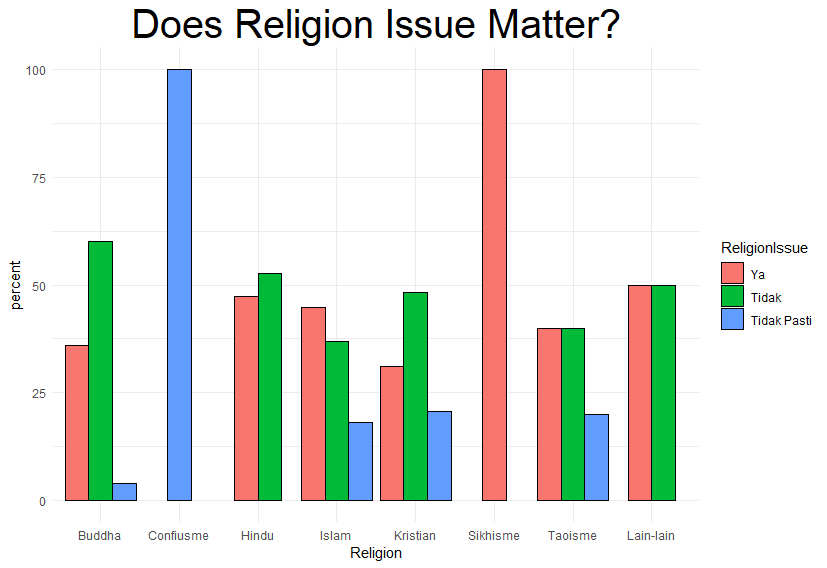 Does Religion Issue Matter?
100
75
50
25
0
percent
Buddha Confiusme Hindu Islam Kristian Sikhisme Taoisme Lain-lain
Religion
ReligionIssue
Ya
Tidak
Tidak Pasti